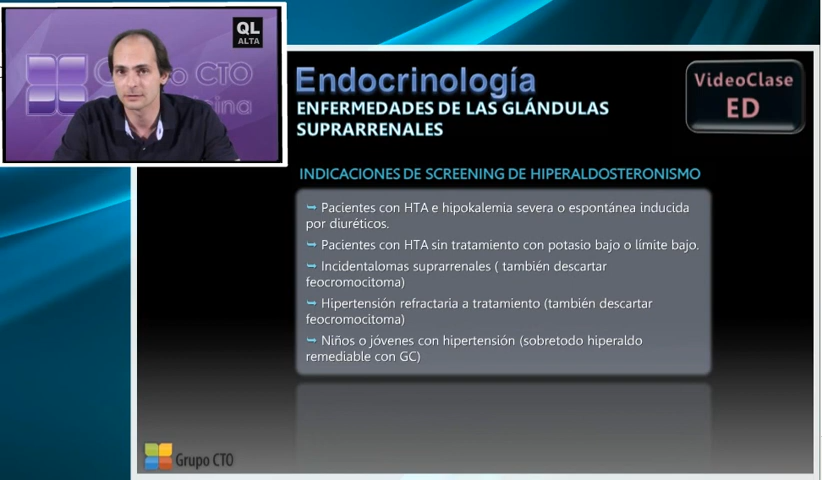 QL
ALTA
Grupo CTO
Medicina
Endocrinología
ENFERMEDADES DE LAS GLÁNDULAS
SUPRARRENALES
VideoClase
ED
INDICACIONES DE SCREENING DE HIPERALDOSTERONISMO
➥ Pacientes con HTA e hipokalemia severa o espontánea inducida
por diuréticos.
➥ Pacientes con HTA sin tratamiento con potasio bajo o límite bajo.
➥ Incidentalomas suprarrenales ( también descartar
feocromocitoma)
➥ Hipertensión refractaria a tratamiento (también descartar
feocromocitoma)
➥ Niños o jóvenes con hipertensión (sobretodo hiperaldo
remediable con GC)
Grupo CTO